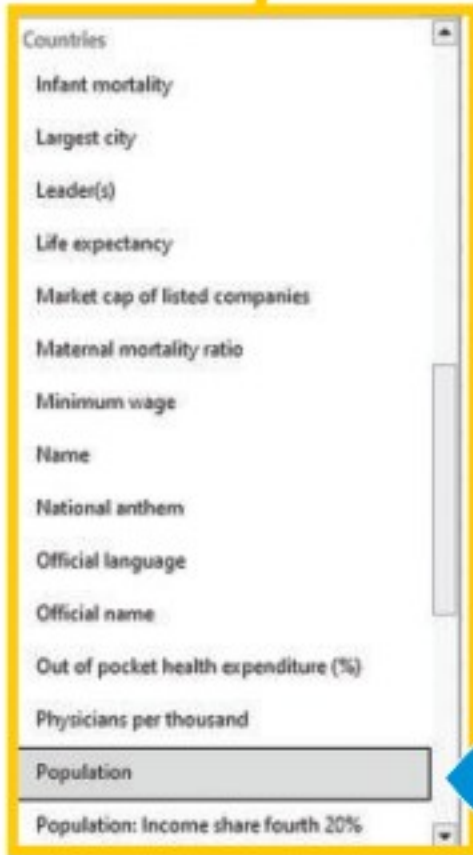 Countries
Infant mortality
Largest city
Leader(s)
Life expectancy
Market cap of listed companies
Maternal mortality ratio
Minimum wage
Name
National anthem
Official language
Official name
Out of pocket health expenditure (%)
Physicians per thousand
Population
Population: Income share fourth 20%